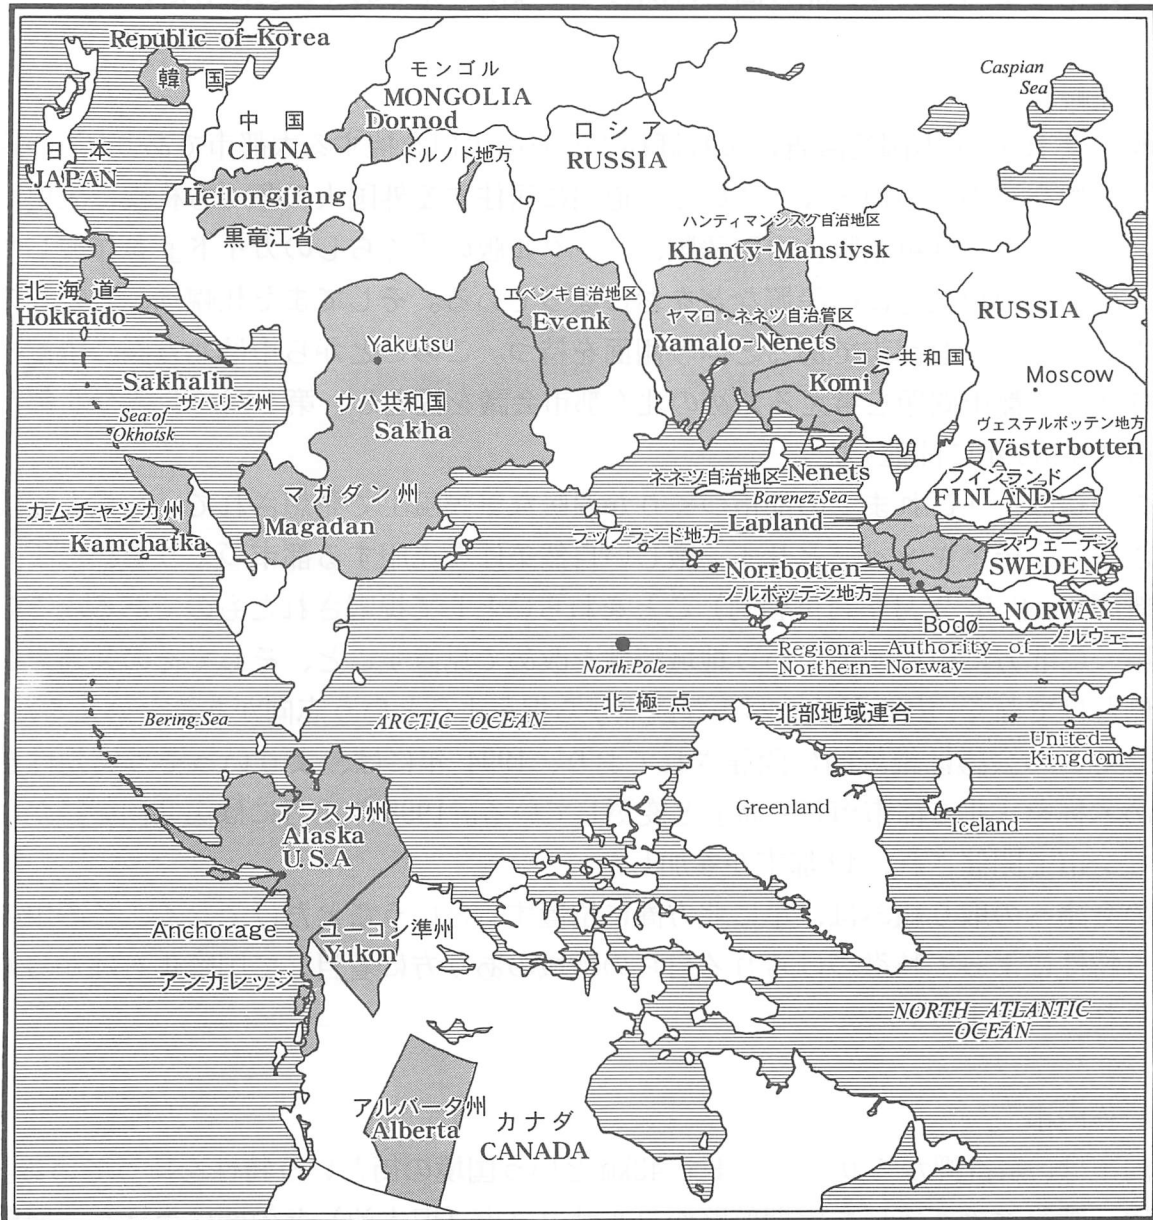 Republic of Korea
韓国
モンゴル
MONGOLIA
Dornod
ドルノド地方
中国
CHINA
ロシア
RUSSIA
Caspian
Sea
日本
JAPAN
Heilongjiang
黒竜江省
ハンティマンシスク自治地区
Khanty-Mansiysk
北海道
Hokkaido
エベンキ自治地区
Evenk
ヤマロ・ネネツ自治管区
Yamalo-Nenets
RUSSIA
コミ共和国
Komi
Moscow
Yakutsu
Sakhalin
サハリン州
サハ共和国
Sakha
Sea of
Okhotsk
ヴェステルボッテン地方
Västerbotten
ネネツ自治地区 Nenets
Barenez Sea
フィンランド
FINLAND
カムチャツカ州
Kamchatka
マガダン州
Magadan
ラップランド地方
Lapland
Norrbotten
ノルボッテン地方
スウェーデン
SWEDEN
Bodø
NORWAY
ノルウェー
Regional Authority of
Northern Norway
North Pole
北極点
北部地域連合
Bering Sea
ARCTIC OCEAN
United
Kingdom
Greenland
Iceland
アラスカ州
Alaska
U.S.A
Anchorage
アンカレッジ
ユーコン準州
Yukon
NORTH ATLANTIC
OCEAN
アルバータ州
Alberta
カナダ
CANADA